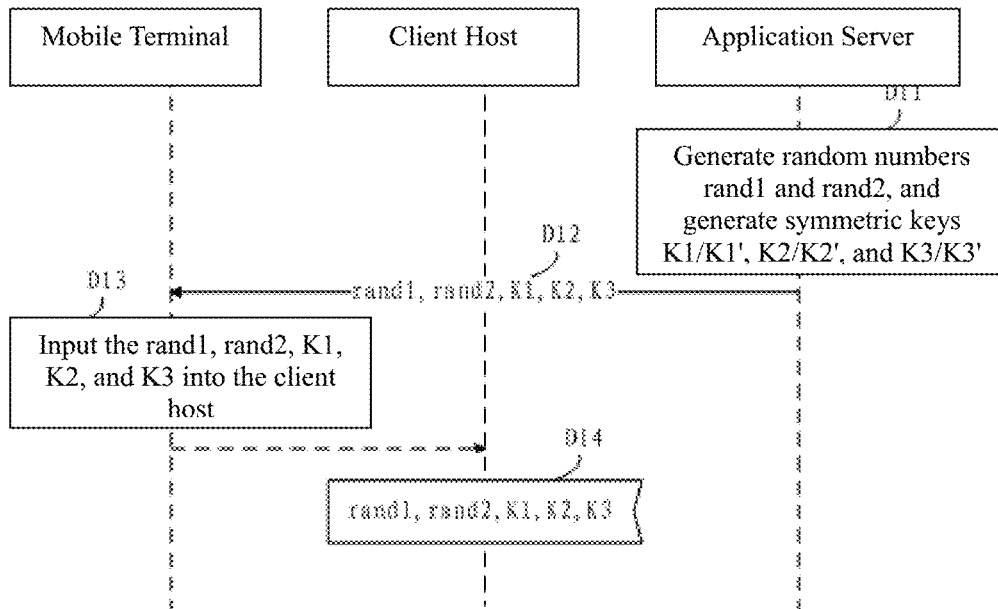 Mobile Terminal
Client Host
Application Server
D11
Generate random numbers
rand1 and rand2, and
generate symmetric keys
K1/K1', K2/K2', and K3/K3'
D12
rand1, rand2, K1, K2, K3
D13
Input the rand1, rand2, K1,
K2, and K3 into the client
host
D14
rand1, rand2, K1, K2, K3